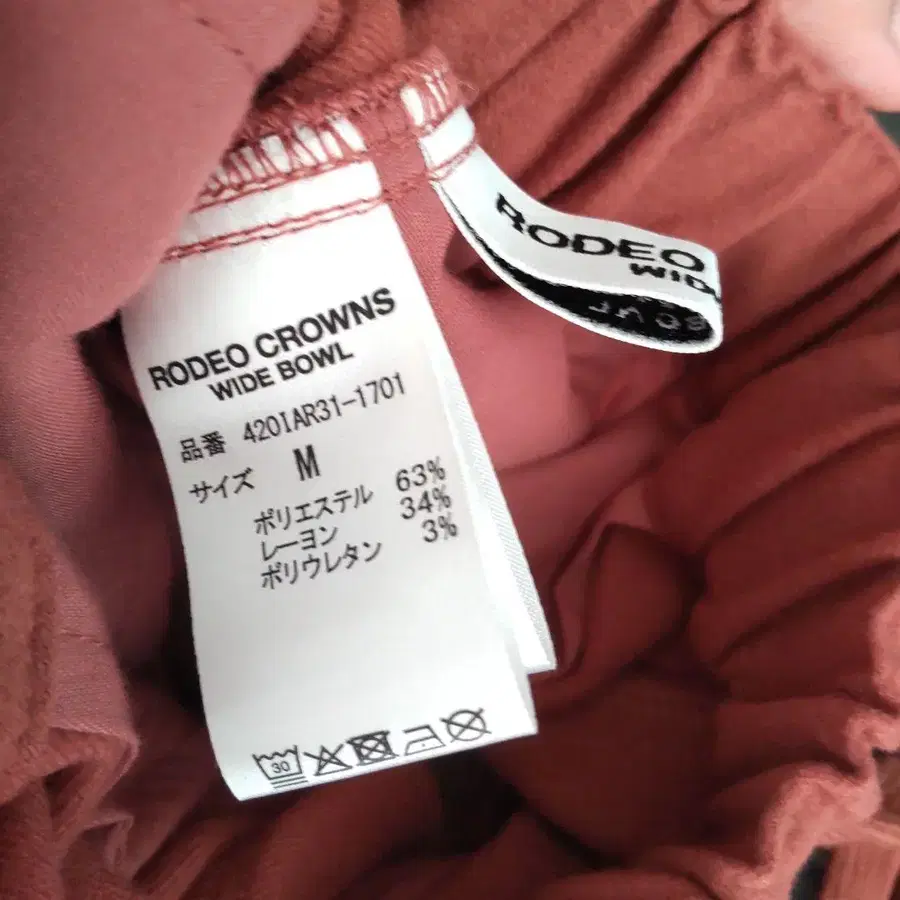 RODEO CROWNS
WIDE BOWL
品番 420IAR31-1701
サイズ M
ポリエステル 63%
レーヨン 34%
ポリウレタン 3%
30
RODEO